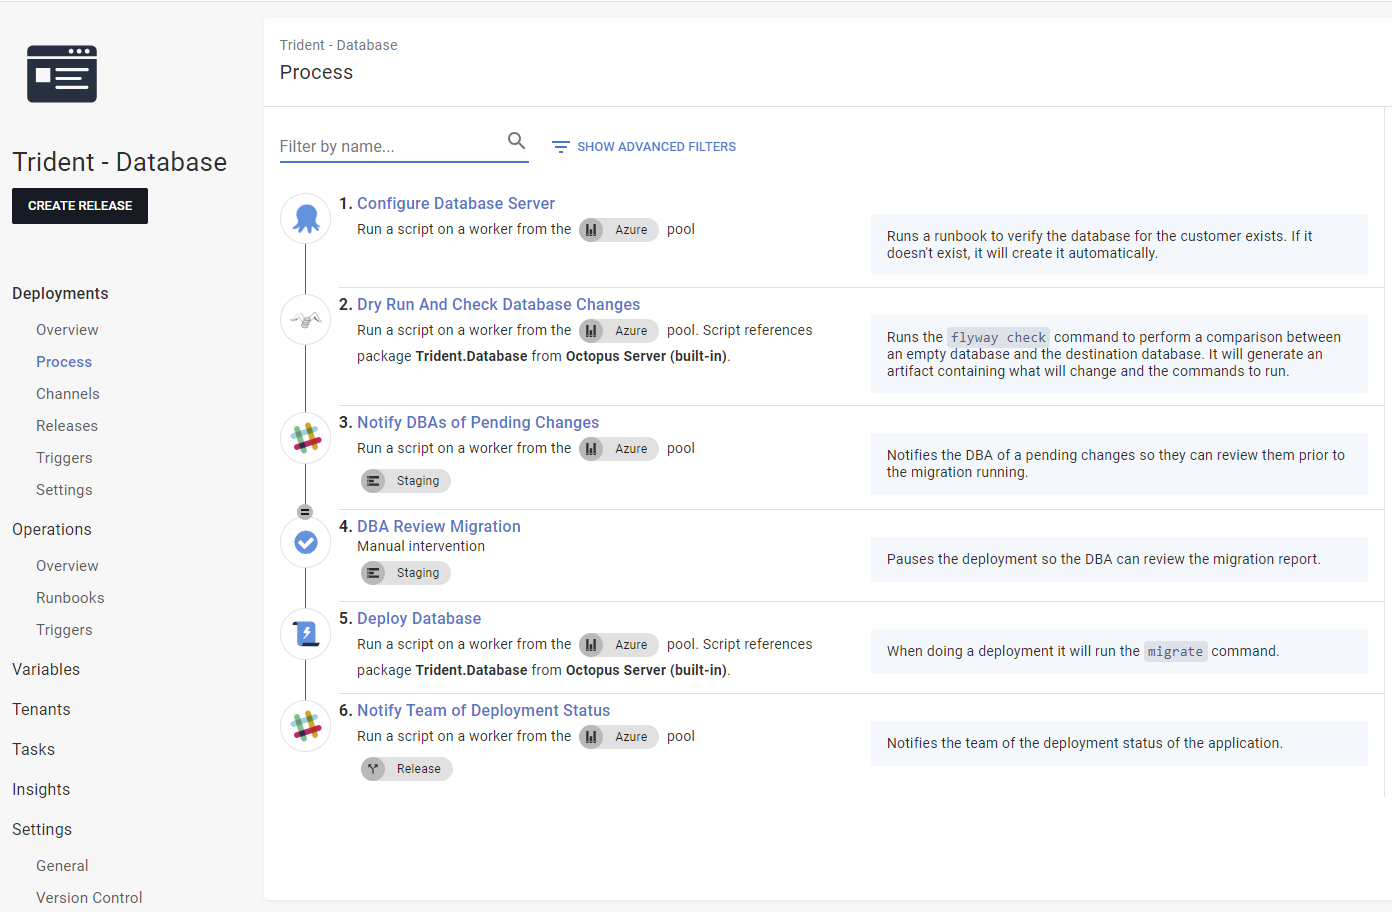 Trident - Database
CREATE RELEASE
Deployments
Overview
Process
Channels
Releases
Triggers
Settings
Operations
Overview
Runbooks
Triggers
Variables
Tenants
Tasks
Insights
Settings
General
Version Control
Trident - Database
Process
Filter by name...
SHOW ADVANCED FILTERS
1. Configure Database Server
Run a script on a worker from the Azure pool
Runs a runbook to verify the database for the customer exists. If it
doesn't exist, it will create it automatically.
2. Dry Run And Check Database Changes
Run a script on a worker from the Azure pool. Script references
package Trident.Database from Octopus Server (built-in).
Runs the flyway check command to perform a comparison between
an empty database and the destination database. It will generate an
artifact containing what will change and the commands to run.
3. Notify DBAs of Pending Changes
Run a script on a worker from the Azure pool
Staging
Notifies the DBA of a pending changes so they can review them prior to
the migration running.
4. DBA Review Migration
Manual intervention
Staging
Pauses the deployment so the DBA can review the migration report.
5. Deploy Database
Run a script on a worker from the Azure pool. Script references
package Trident.Database from Octopus Server (built-in).
When doing a deployment it will run the migrate command.
6. Notify Team of Deployment Status
Run a script on a worker from the Azure pool
Release
Notifies the team of the deployment status of the application.